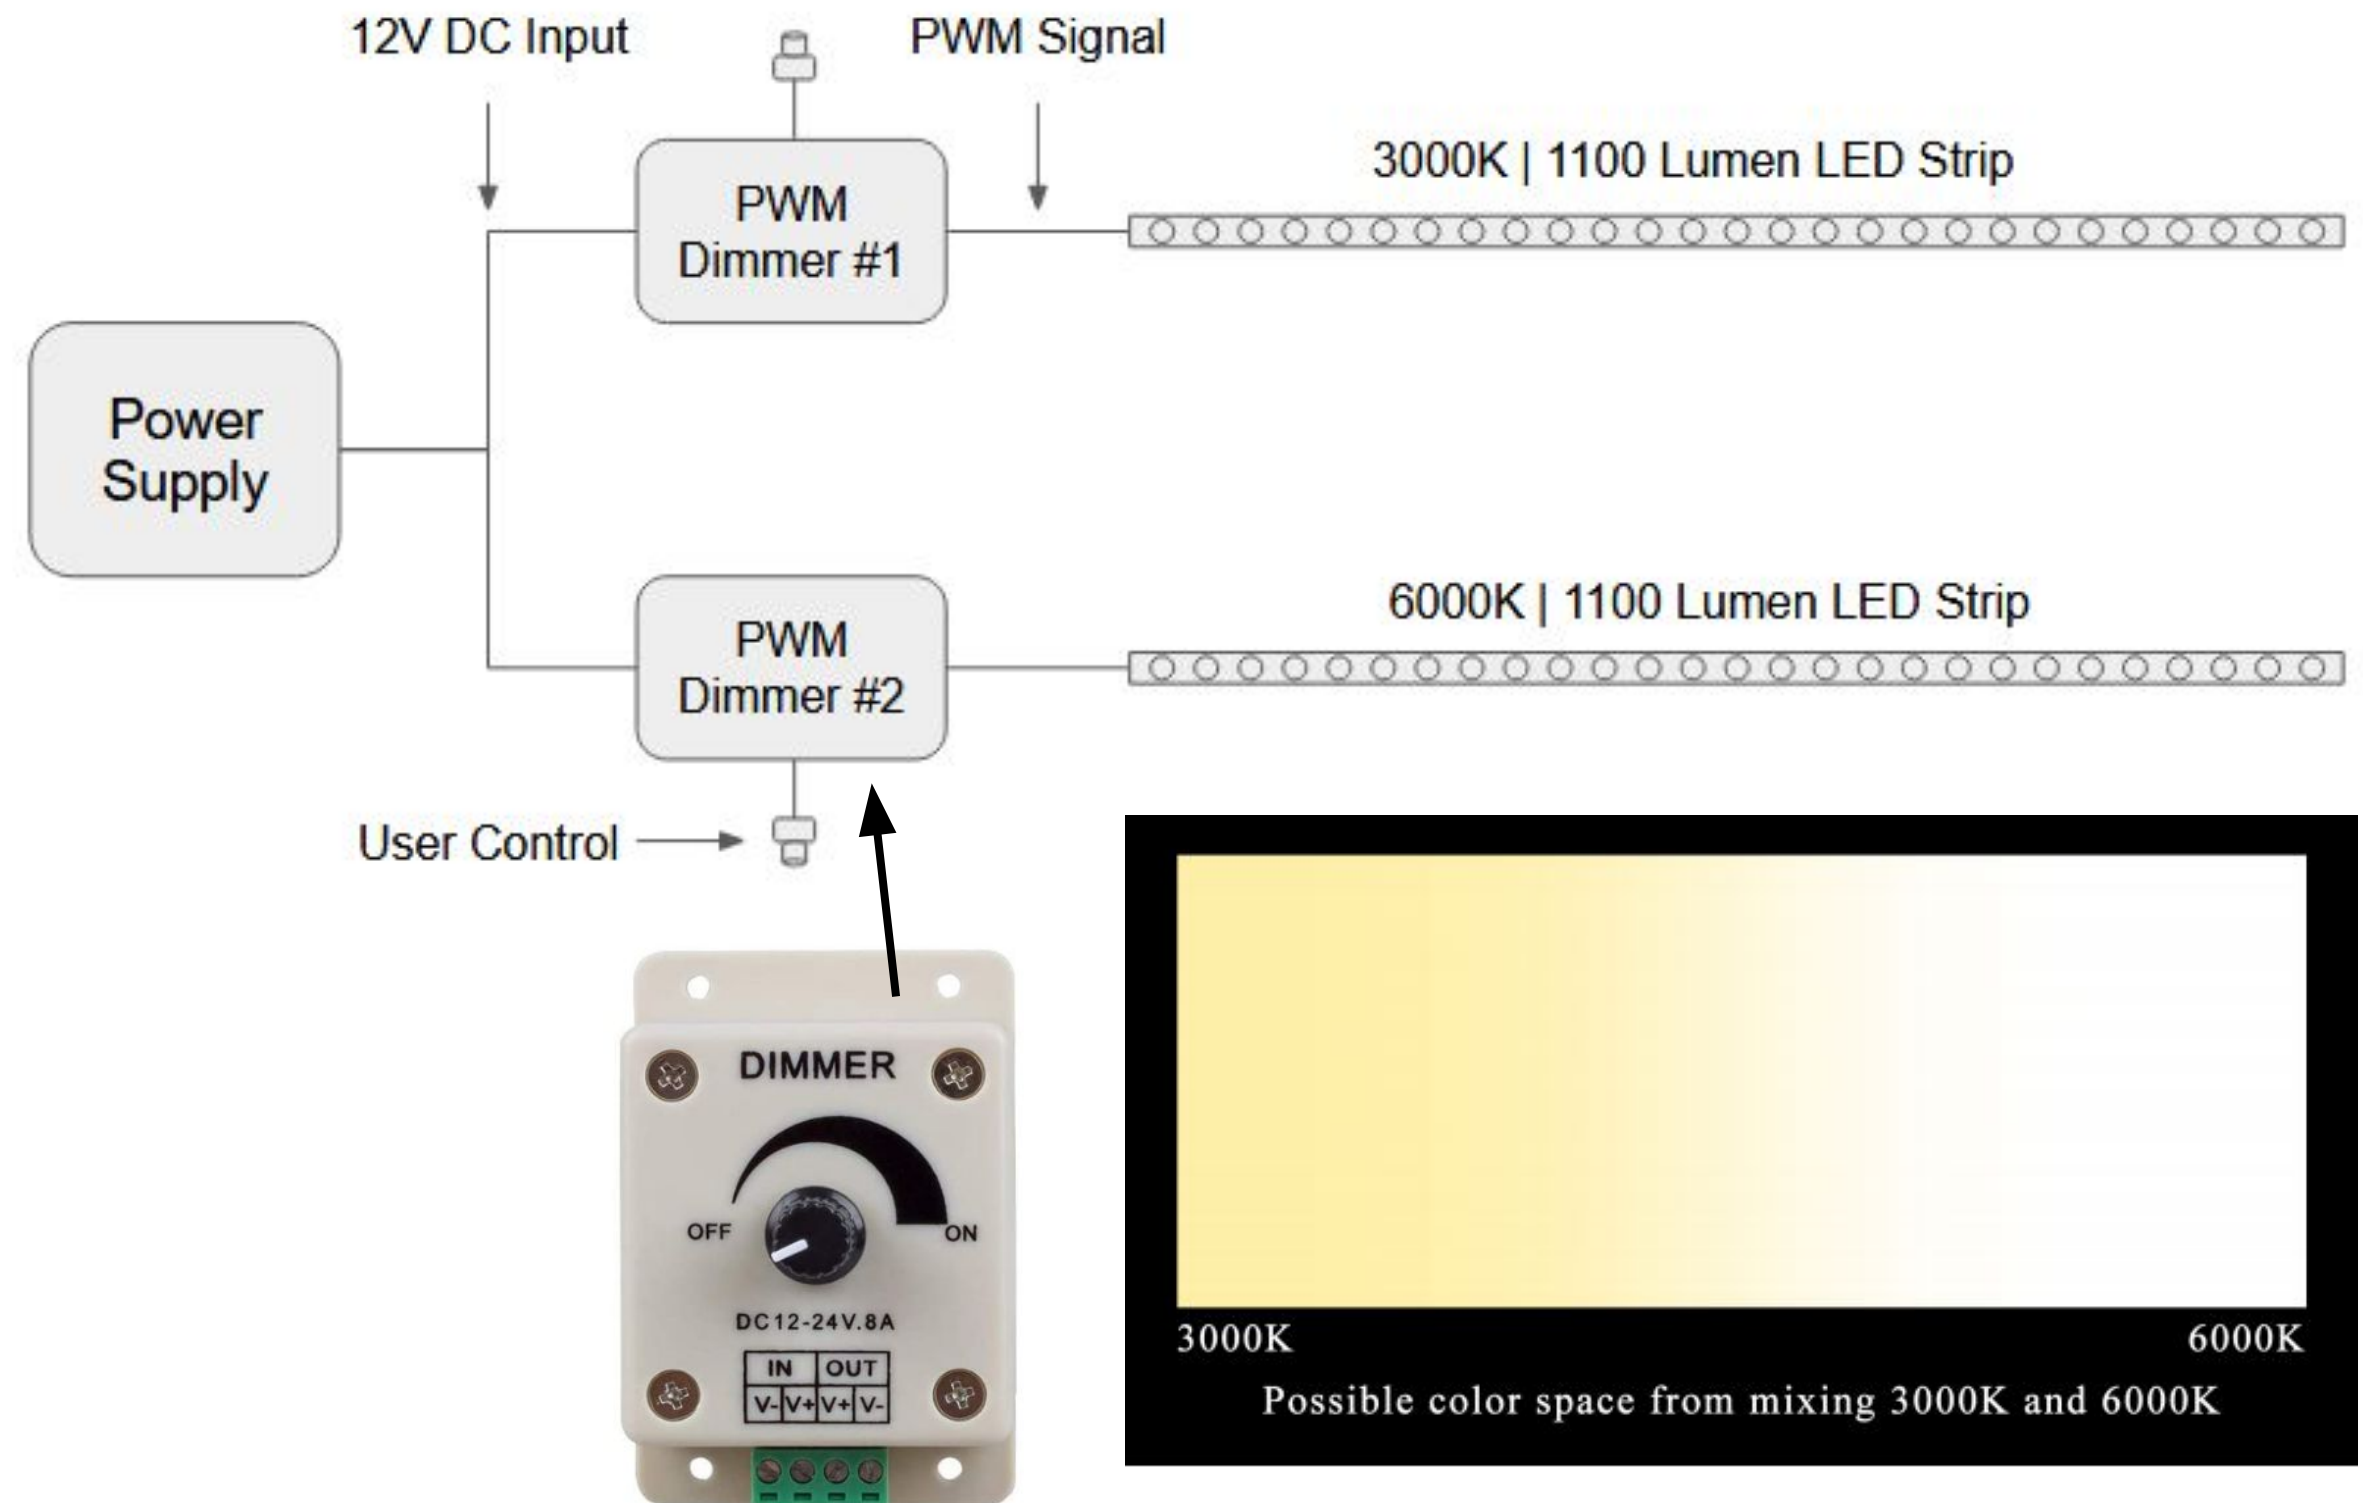 12V DC Input
PWM Signal
3000K | 1100 Lumen LED Strip
PWM
Dimmer #1
Power
Supply
6000K | 1100 Lumen LED Strip
PWM
Dimmer #2
User Control
DIMMER
OFF
ON
DC12-24V.8A
IN OUT
V- V+ V+ V-
3000K
6000K
Possible color space from mixing 3000K and 6000K